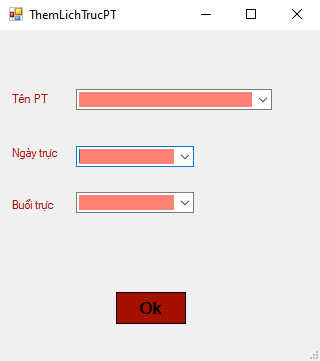 ThemLichTrucPT
Tên PT
Ngày trực
Buổi trực
Ok